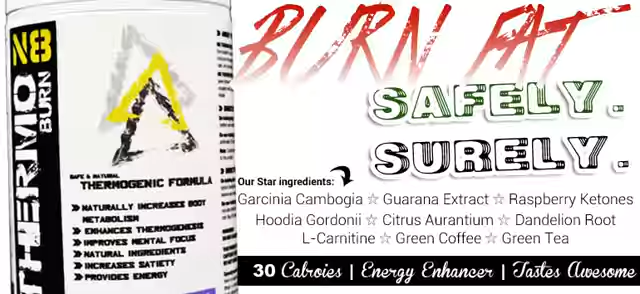 N8
THERMO
BURN
SAFE & NATURAL
THERMOGENIC FORMULA
NATURALLY INCREASES BODY
METABOLISM
ENHANCES THERMOGENESIS
IMPROVES MENTAL FOCUS
NATURAL INGREDIENTS
INCREASES SATIETY
PROVIDES ENERGY
BURN FAT
SAFELY.
SURELY.
Our Star ingredients:
Garcinia Cambogia ☆ Guarana Extract ☆ Raspberry Ketones
Hoodia Gordonii ☆ Citrus Aurantium ☆ Dandelion Root
L-Carnitine ☆ Green Coffee ☆ Green Tea
30 Calroies | Energy Enhancer | Tastes Awesome